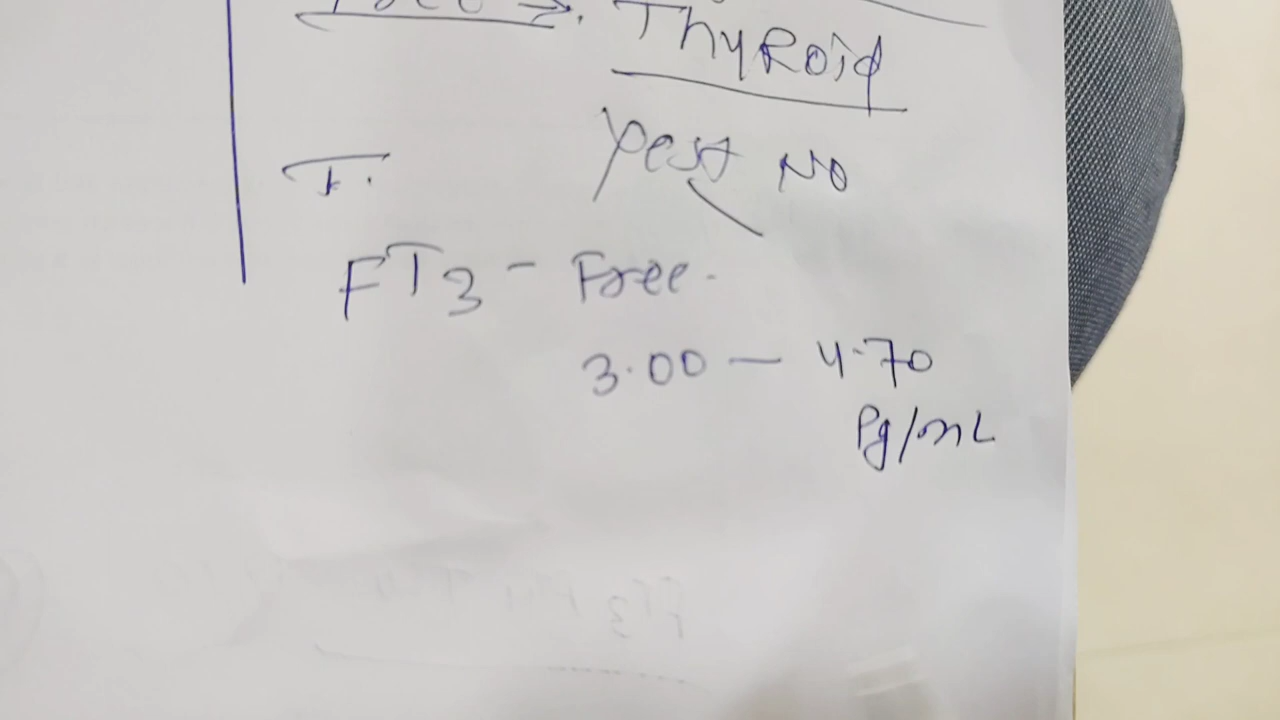 Thyroid
Yes No
T.
FT3 - Free.
3.00 — 4.70
Pg/mL